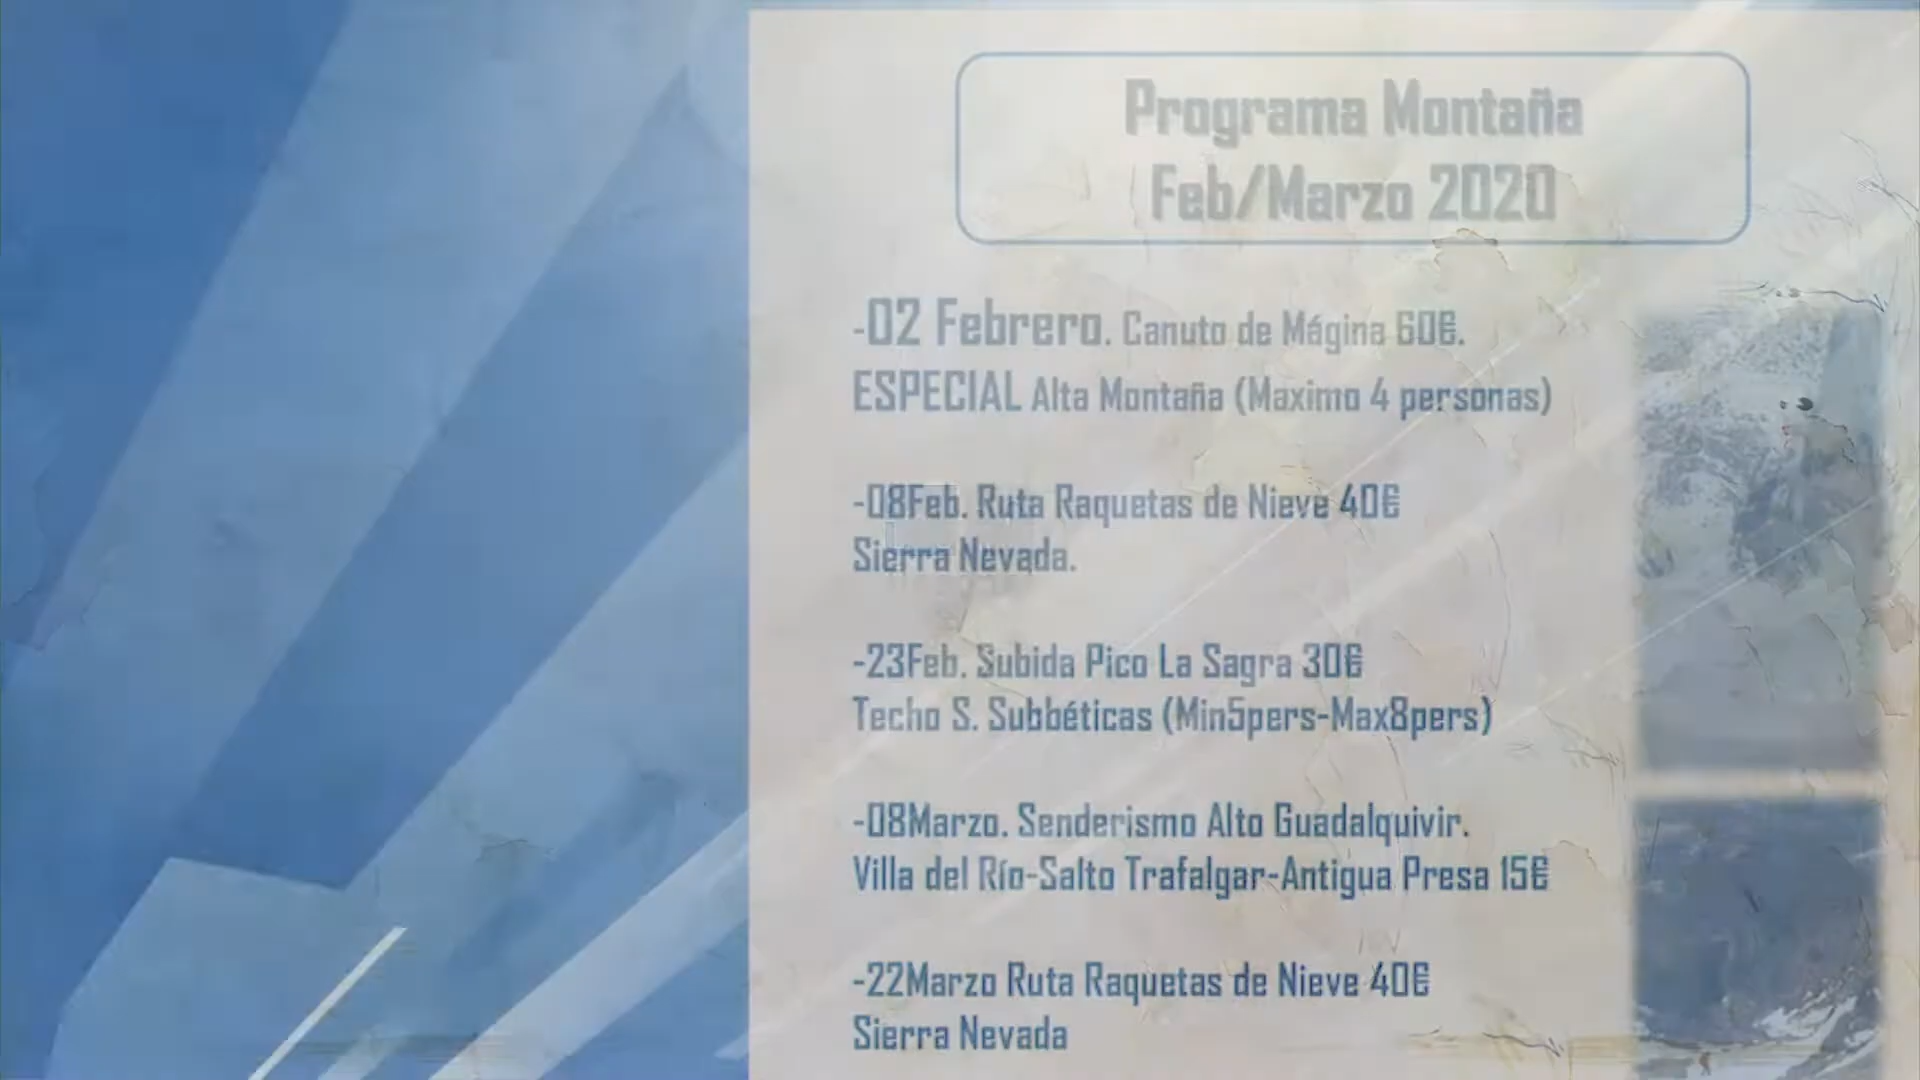 Programa Montaña
Feb/Marzo 2020
-02 Febrero. Canuto de Mágina 60€.
ESPECIAL Alta Montaña (Maximo 4 personas)
-08Feb. Ruta Raquetas de Nieve 40€
Sierra Nevada.
-23Feb. Subida Pico La Sagra 30€
Techo S. Subbéticas (Min5pers-Max8pers)
-08Marzo. Senderismo Alto Guadalquivir.
Villa del Río-Salto Trafalgar-Antigua Presa 15€
-22Marzo Ruta Raquetas de Nieve 40€
Sierra Nevada